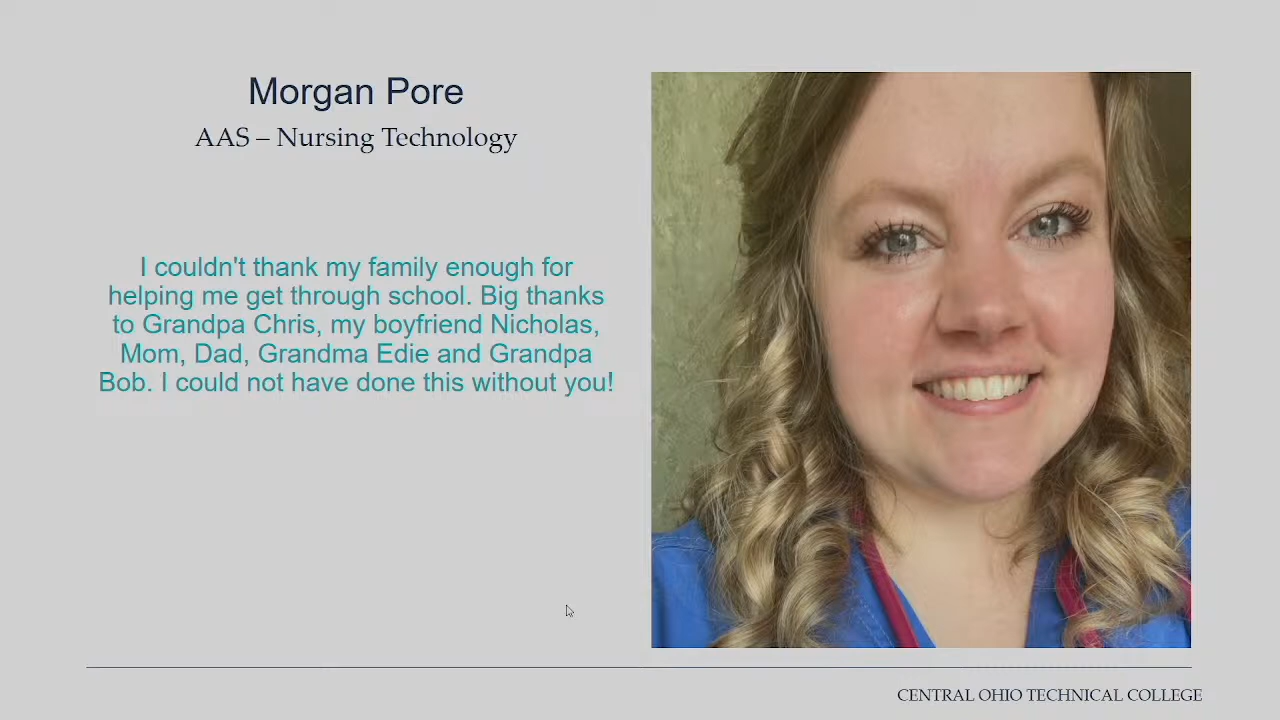 Morgan Pore
AAS – Nursing Technology
I couldn't thank my family enough for
helping me get through school. Big thanks
to Grandpa Chris, my boyfriend Nicholas,
Mom, Dad, Grandma Edie and Grandpa
Bob. I could not have done this without you!
CENTRAL OHIO TECHNICAL COLLEGE